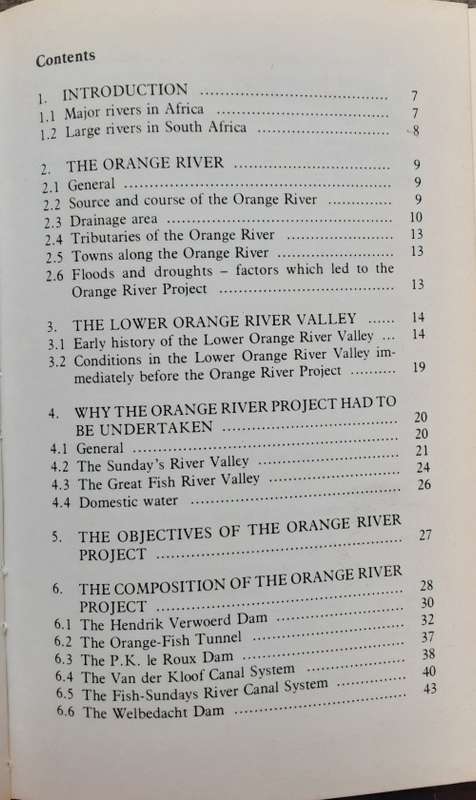 Contents
1. INTRODUCTION ........................................ 7
1.1 Major rivers in Africa ..................................... 7
1.2 Large rivers in South Africa ............................ 8
2. THE ORANGE RIVER ................................. 9
2.1 General ....................................................... 9
2.2 Source and course of the Orange River .............. 9
2.3 Drainage area ............................................... 10
2.4 Tributaries of the Orange River ....................... 13
2.5 Towns along the Orange River ......................... 13
2.6 Floods and droughts – factors which led to the
Orange River Project ..................................... 13
3. THE LOWER ORANGE RIVER VALLEY ...... 14
3.1 Early history of the Lower Orange River Valley ... 14
3.2 Conditions in the Lower Orange River Valley im-
mediately before the Orange River Project .......... 19
4. WHY THE ORANGE RIVER PROJECT HAD TO
BE UNDERTAKEN ..................................... 20
4.1 General ....................................................... 20
4.2 The Sunday's River Valley ............................. 21
4.3 The Great Fish River Valley ........................... 24
4.4 Domestic water ............................................. 26
5. THE OBJECTIVES OF THE ORANGE RIVER
PROJECT .................................................... 27
6. THE COMPOSITION OF THE ORANGE RIVER
PROJECT .................................................... 28
6.1 The Hendrik Verwoerd Dam ........................... 30
6.2 The Orange-Fish Tunnel ................................ 32
6.3 The P.K. le Roux Dam .................................. 37
6.4 The Van der Kloof Canal System .................... 38
6.5 The Fish-Sundays River Canal System .............. 40
6.6 The Welbedacht Dam .................................... 43